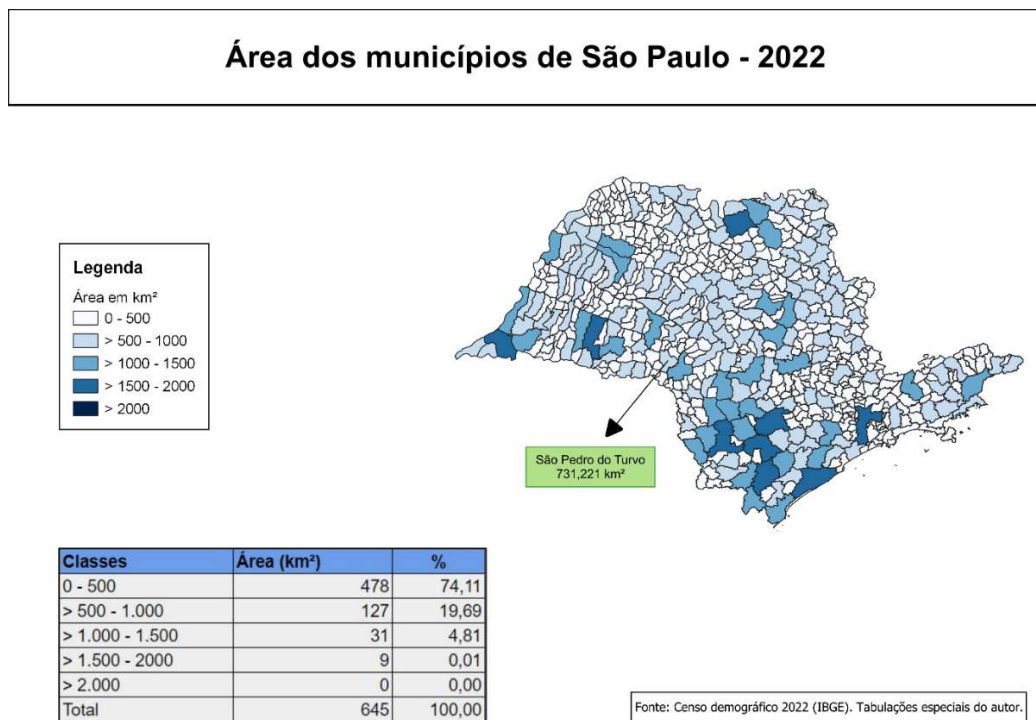 Área dos municípios de São Paulo - 2022
Legenda
Área em km²
0 - 500
> 500 - 1000
> 1000 - 1500
> 1500 - 2000
> 2000
São Pedro do Turvo
731,221 km²
Classes Área (km²) %
0 - 500 478 74,11
> 500 - 1.000 127 19,69
> 1.000 - 1.500 31 4,81
> 1.500 - 2000 9 0,01
> 2.000 0 0,00
Total 645 100,00
Fonte: Censo demográfico 2022 (IBGE). Tabulações especiais do autor.